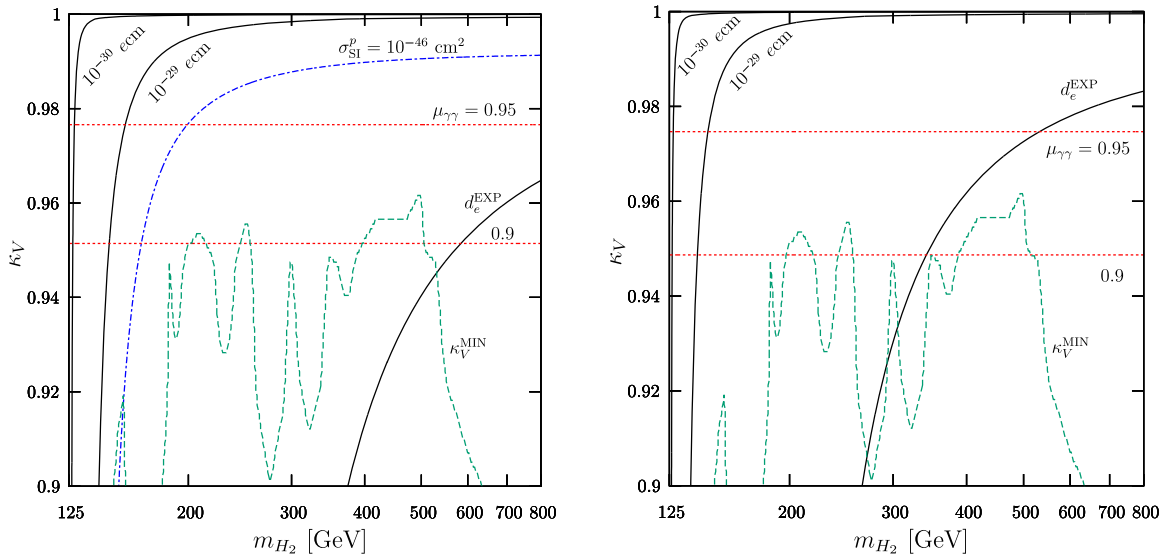 1
0.98
0.96
0.94
0.92
0.9
κ_V
125
200
300
400
500
600
700
800
m_{H_2} [GeV]
10^{−30} ecm
10^{−29} ecm
σ_{SI}^p = 10^{−46} cm^2
μ_{γγ} = 0.95
d_e^{EXP}
0.9
κ_V^{MIN}
1
0.98
0.96
0.94
0.92
0.9
κ_V
125
200
300
400
500
600
700
800
m_{H_2} [GeV]
10^{−30} ecm
10^{−29} ecm
d_e^{EXP}
μ_{γγ} = 0.95
0.9
κ_V^{MIN}